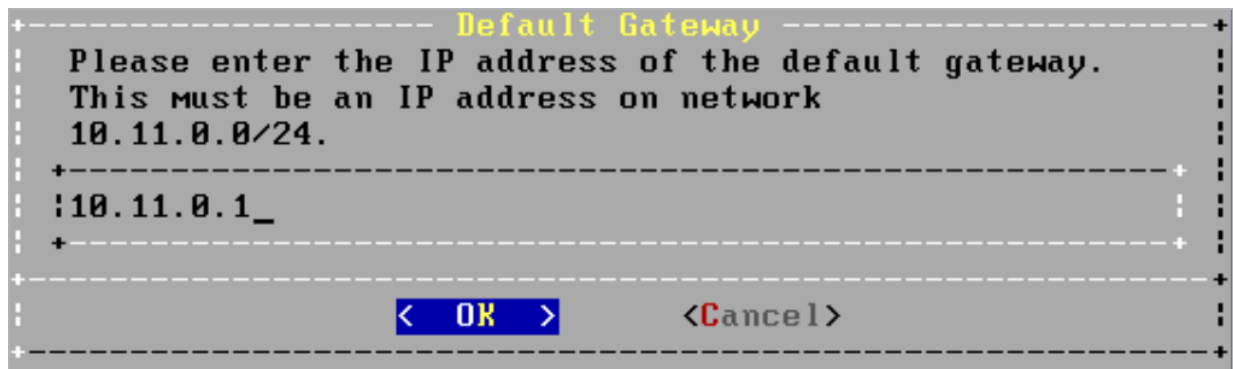 Default Gateway
Please enter the IP address of the default gateway.
This must be an IP address on network
10.11.0.0/24.
10.11.0.1_
< OK > <Cancel>